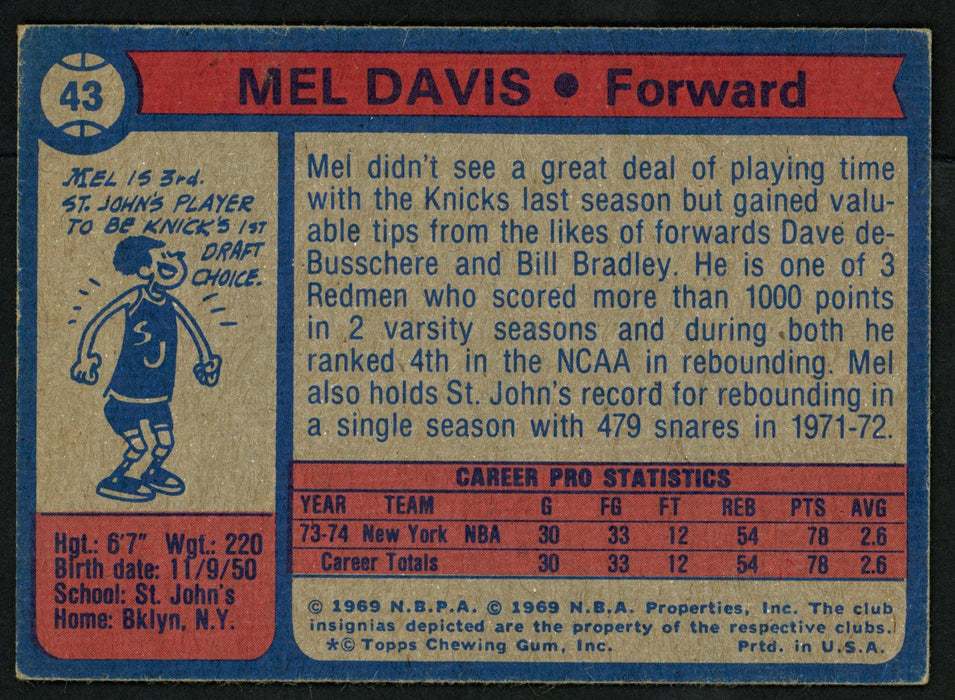 43
MEL DAVIS • Forward
MEL IS 3rd.
ST. JOHN'S PLAYER
TO BE KNICK'S 1ST
DRAFT
CHOICE.
SJ
Hgt.: 6'7" Wgt.: 220
Birth date: 11/9/50
School: St. John's
Home: Bklyn, N.Y.
Mel didn't see a great deal of playing time
with the Knicks last season but gained valu-
able tips from the likes of forwards Dave de-
Busschere and Bill Bradley. He is one of 3
Redmen who scored more than 1000 points
in 2 varsity seasons and during both he
ranked 4th in the NCAA in rebounding. Mel
also holds St. John's record for rebounding in
a single season with 479 snares in 1971-72.
CAREER PRO STATISTICS
YEAR TEAM G FG FT REB PTS AVG
73-74 New York NBA 30 33 12 54 78 2.6
Career Totals 30 33 12 54 78 2.6
© 1969 N.B.P.A. © 1969 N.B.A. Properties, Inc. The club
insignias depicted are the property of the respective clubs.
*© Topps Chewing Gum, Inc. Prtd. in U.S.A.